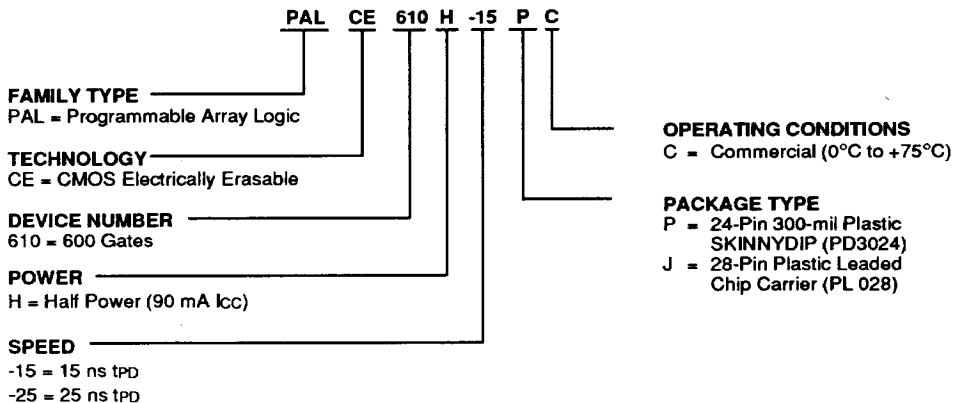 PAL CE 610 H -15 P C
FAMILY TYPE
PAL = Programmable Array Logic
TECHNOLOGY
CE = CMOS Electrically Erasable
DEVICE NUMBER
610 = 600 Gates
POWER
H = Half Power (90 mA ICC)
SPEED
-15 = 15 ns tPD
-25 = 25 ns tPD
OPERATING CONDITIONS
C = Commercial (0°C to +75°C)
PACKAGE TYPE
P = 24-Pin 300-mil Plastic
SKINNYDIP (PD3024)
J = 28-Pin Plastic Leaded
Chip Carrier (PL 028)